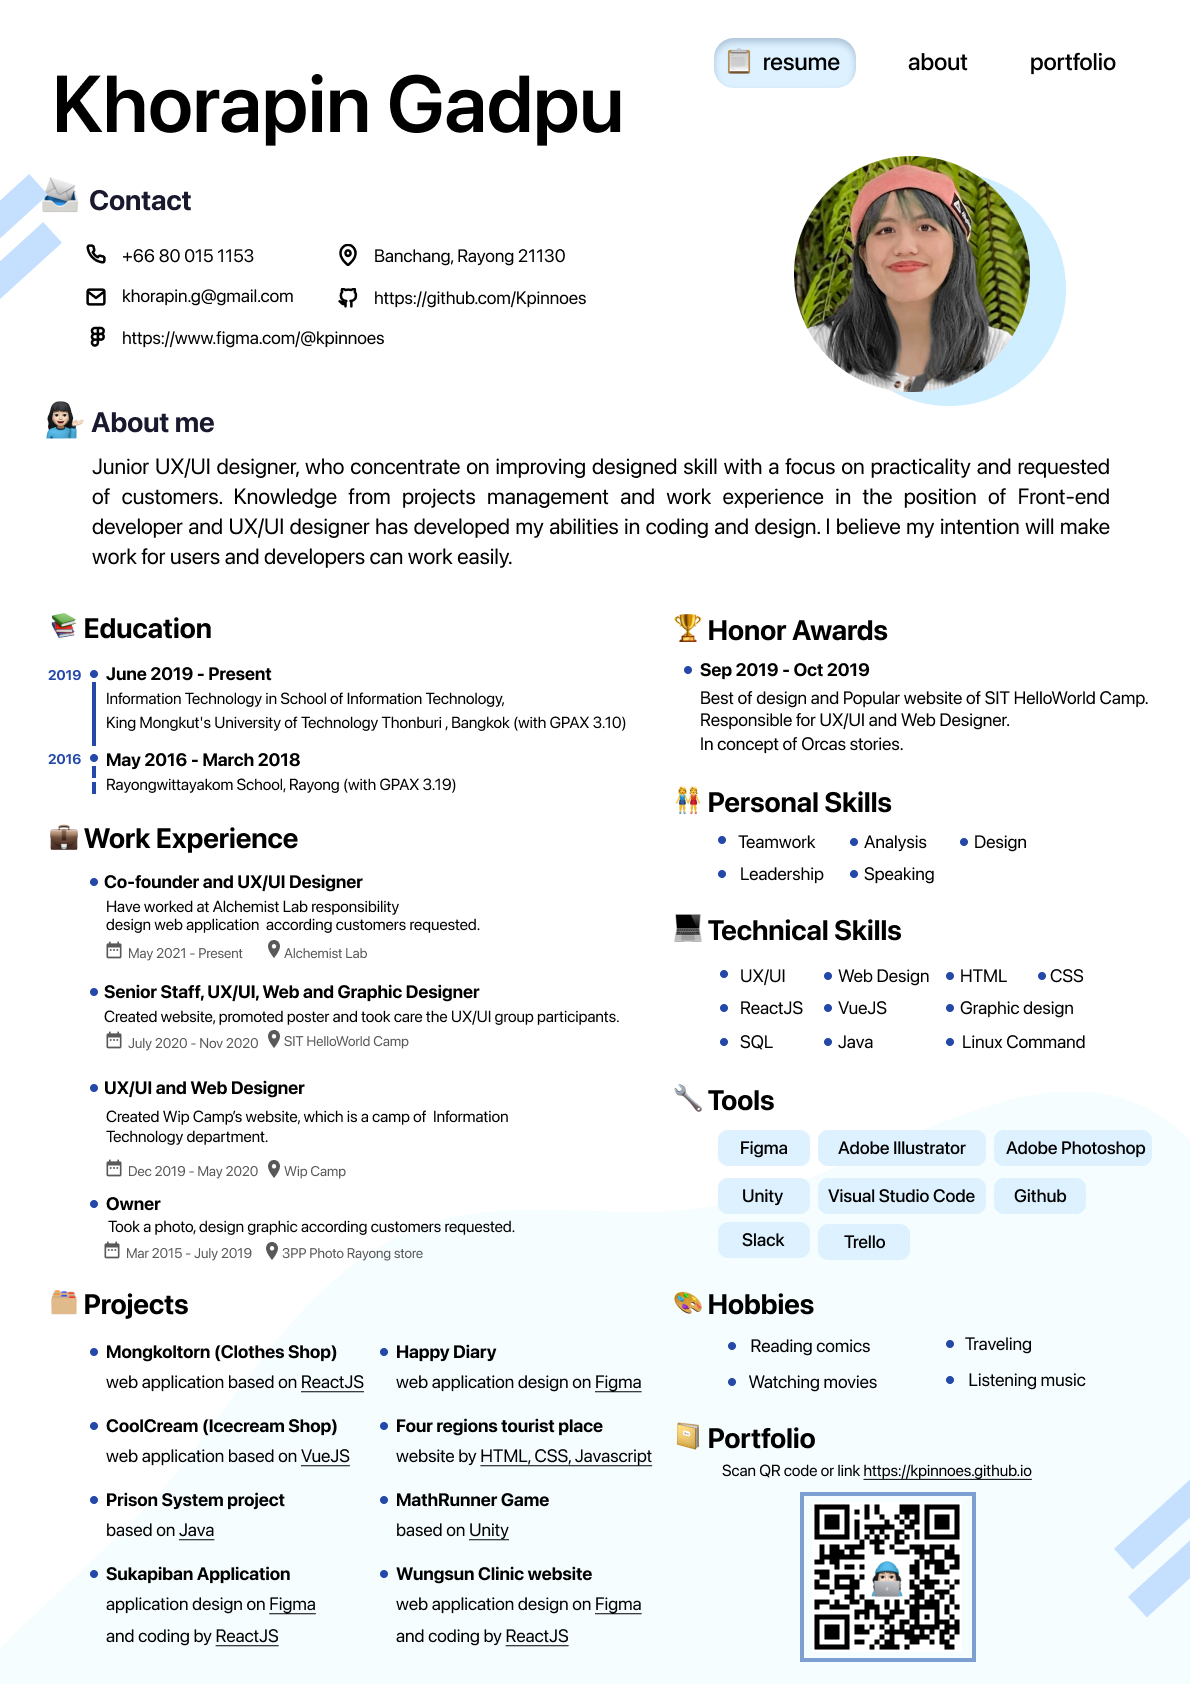 resume
about
portfolio
Khorapin Gadpu
Contact
+66 80 015 1153
Banchang, Rayong 21130
khorapin.g@gmail.com
https://github.com/Kpinnoes
https://www.figma.com/@kpinnoes
About me
Junior UX/UI designer, who concentrate on improving designed skill with a focus on practicality and requested
of customers. Knowledge from projects management and work experience in the position of Front-end
developer and UX/UI designer has developed my abilities in coding and design. I believe my intention will make
work for users and developers can work easily.
Education
2019
June 2019 - Present
Information Technology in School of Information Technology,
King Mongkut's University of Technology Thonburi , Bangkok (with GPAX 3.10)
2016
May 2016 - March 2018
Rayongwittayakom School, Rayong (with GPAX 3.19)
Work Experience
Co-founder and UX/UI Designer
Have worked at Alchemist Lab responsibility
design web application according customers requested.
May 2021 - Present
Alchemist Lab
Senior Staff, UX/UI, Web and Graphic Designer
Created website, promoted poster and took care the UX/UI group participants.
July 2020 - Nov 2020
SIT HelloWorld Camp
UX/UI and Web Designer
Created Wip Camp's website, which is a camp of Information
Technology department.
Dec 2019 - May 2020
Wip Camp
Owner
Took a photo, design graphic according customers requested.
Mar 2015 - July 2019
3PP Photo Rayong store
Projects
Mongkoltorn (Clothes Shop)
web application based on ReactJS
CoolCream (Icecream Shop)
web application based on VueJS
Prison System project
based on Java
Sukapiban Application
application design on Figma
and coding by ReactJS
Happy Diary
web application design on Figma
Four regions tourist place
website by HTML, CSS, Javascript
MathRunner Game
based on Unity
Wungsun Clinic website
web application design on Figma
and coding by ReactJS
Honor Awards
Sep 2019 - Oct 2019
Best of design and Popular website of SIT HelloWorld Camp.
Responsible for UX/UI and Web Designer.
In concept of Orcas stories.
Personal Skills
Teamwork
Analysis
Design
Leadership
Speaking
Technical Skills
UX/UI
Web Design
HTML
CSS
ReactJS
VueJS
Graphic design
SQL
Java
Linux Command
Tools
Figma
Adobe Illustrator
Adobe Photoshop
Unity
Visual Studio Code
Github
Slack
Trello
Hobbies
Reading comics
Traveling
Watching movies
Listening music
Portfolio
Scan QR code or link https://kpinnoes.github.io